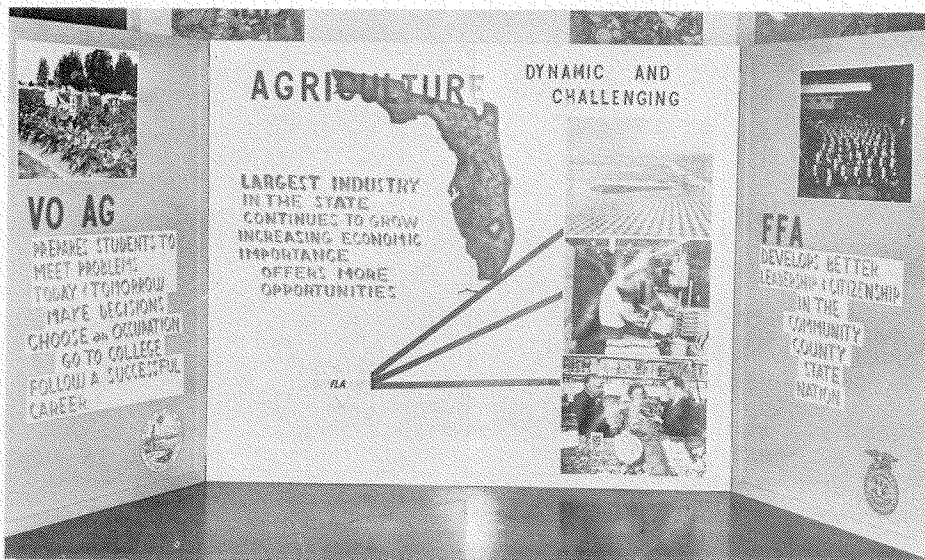 VO AG
PREPARES STUDENTS TO
MEET PROBLEMS
TODAY & TOMORROW
MAKE DECISIONS
CHOOSE an OCCUPATION
GO TO COLLEGE
FOLLOW A SUCCESSFUL
CAREER
AGRICULTURE
DYNAMIC AND
CHALLENGING
LARGEST INDUSTRY
IN THE STATE
CONTINUES TO GROW
INCREASING ECONOMIC
IMPORTANCE
OFFERS MORE
OPPORTUNITIES
FLA
FFA
DEVELOPS BETTER
LEADERSHIP & CITIZENSHIP
IN THE
COMMUNITY
COUNTY
STATE
NATION